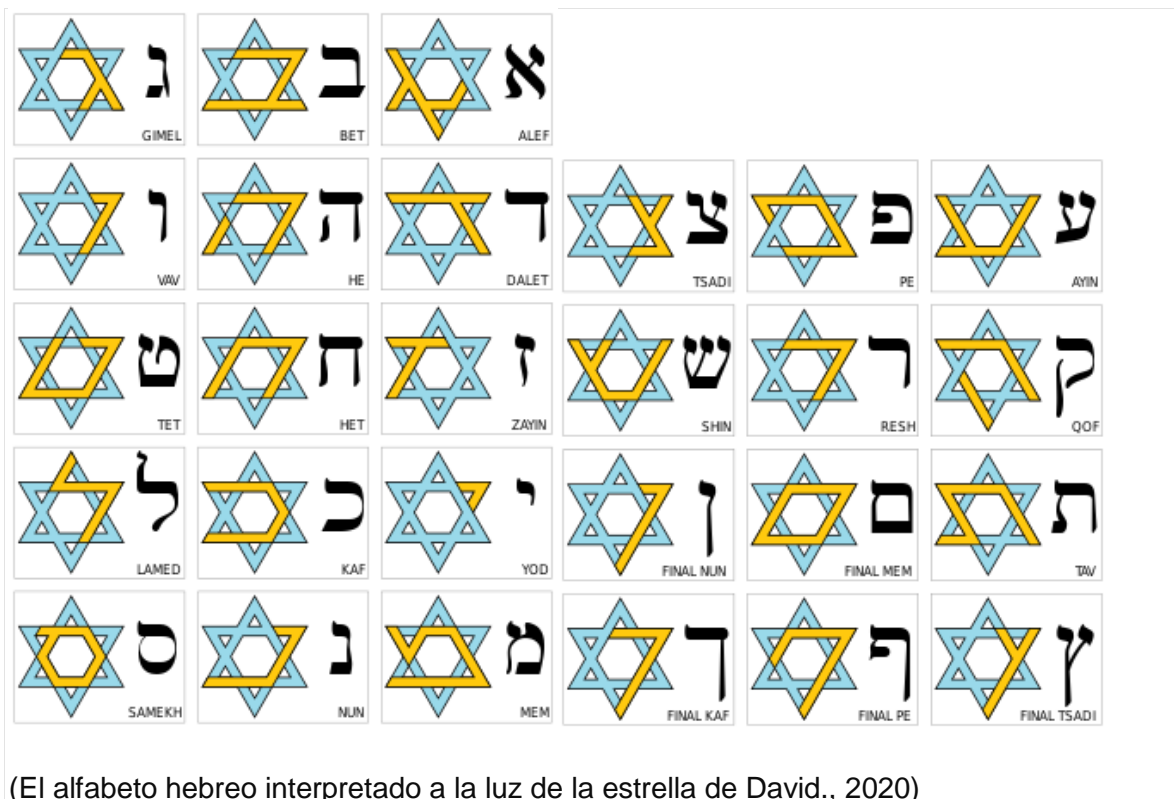 ג ב א
GIMEL BET ALEF
ו ה ד צ פ ע
VAV HE DALET TSADI PE AYIN
ט ח ז ש ר ק
TET HET ZAYIN SHIN RESH QOF
ל כ י ן ם ת
LAMED KAF YOD FINAL NUN FINAL MEM TAV
ס נ מ ך ף ץ
SAMEKH NUN MEM FINAL KAF FINAL PE FINAL TSADI
(El alfabeto hebreo interpretado a la luz de la estrella de David., 2020)